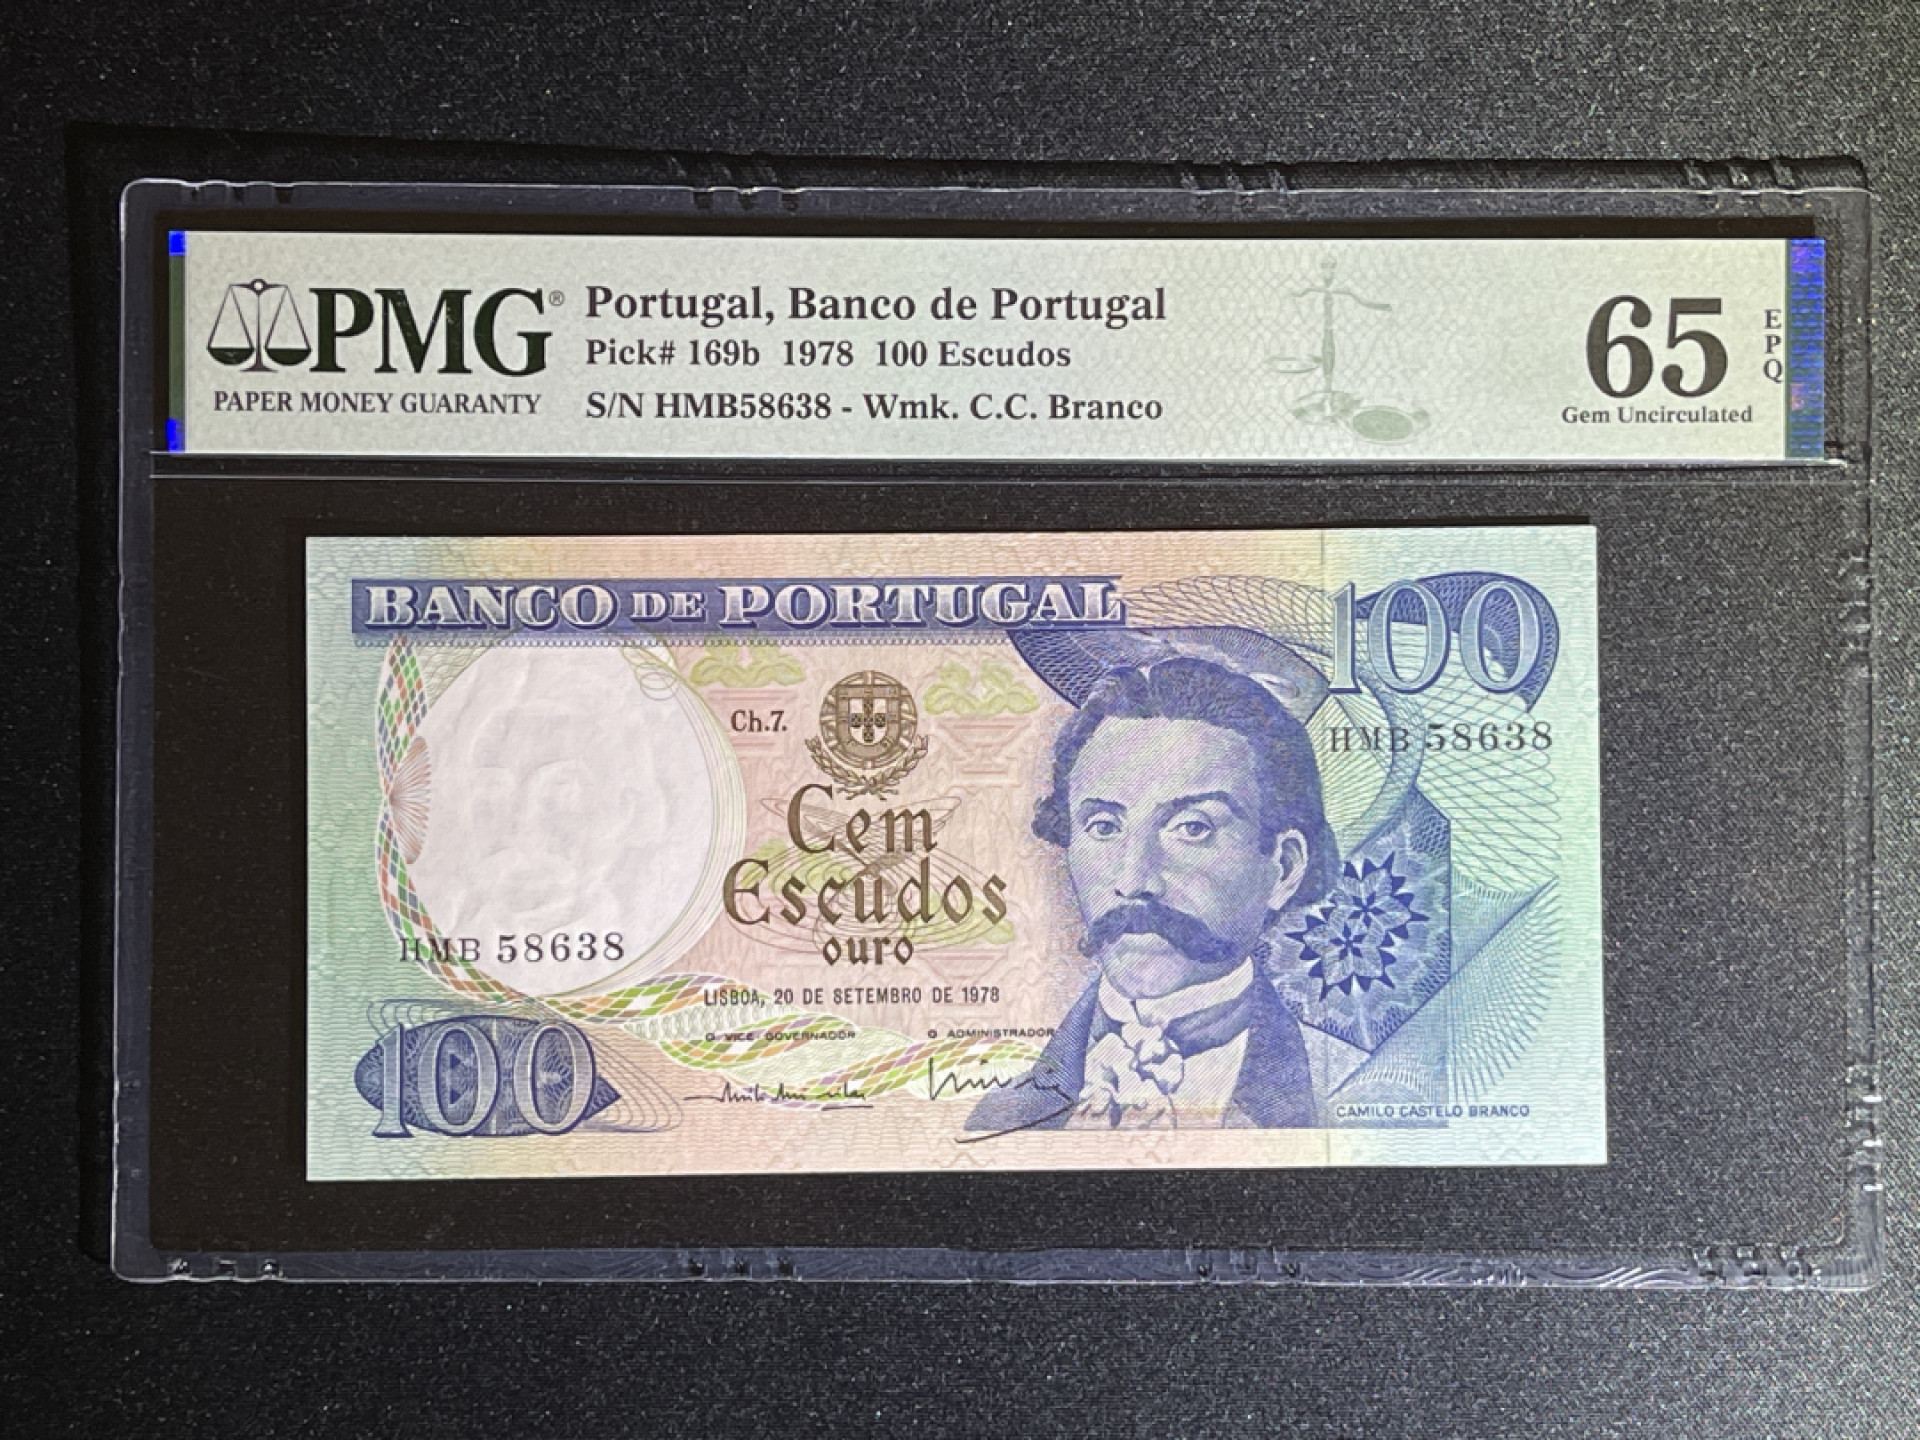 PMG®
PAPER MONEY GUARANTY
Portugal, Banco de Portugal
Pick# 169b 1978 100 Escudos
S/N HMB58638 - Wmk. C.C. Branco
65
EPQ
Gem Uncirculated
BANCO DE PORTUGAL
100
Ch.7.
HMB 58638
Cem
Escudos
ouro
HMB 58638
LISBOA, 20 DE SETEMBRO DE 1978
O VICE-GOVERNADOR
O ADMINISTRADOR
100
CAMILO CASTELO BRANCO